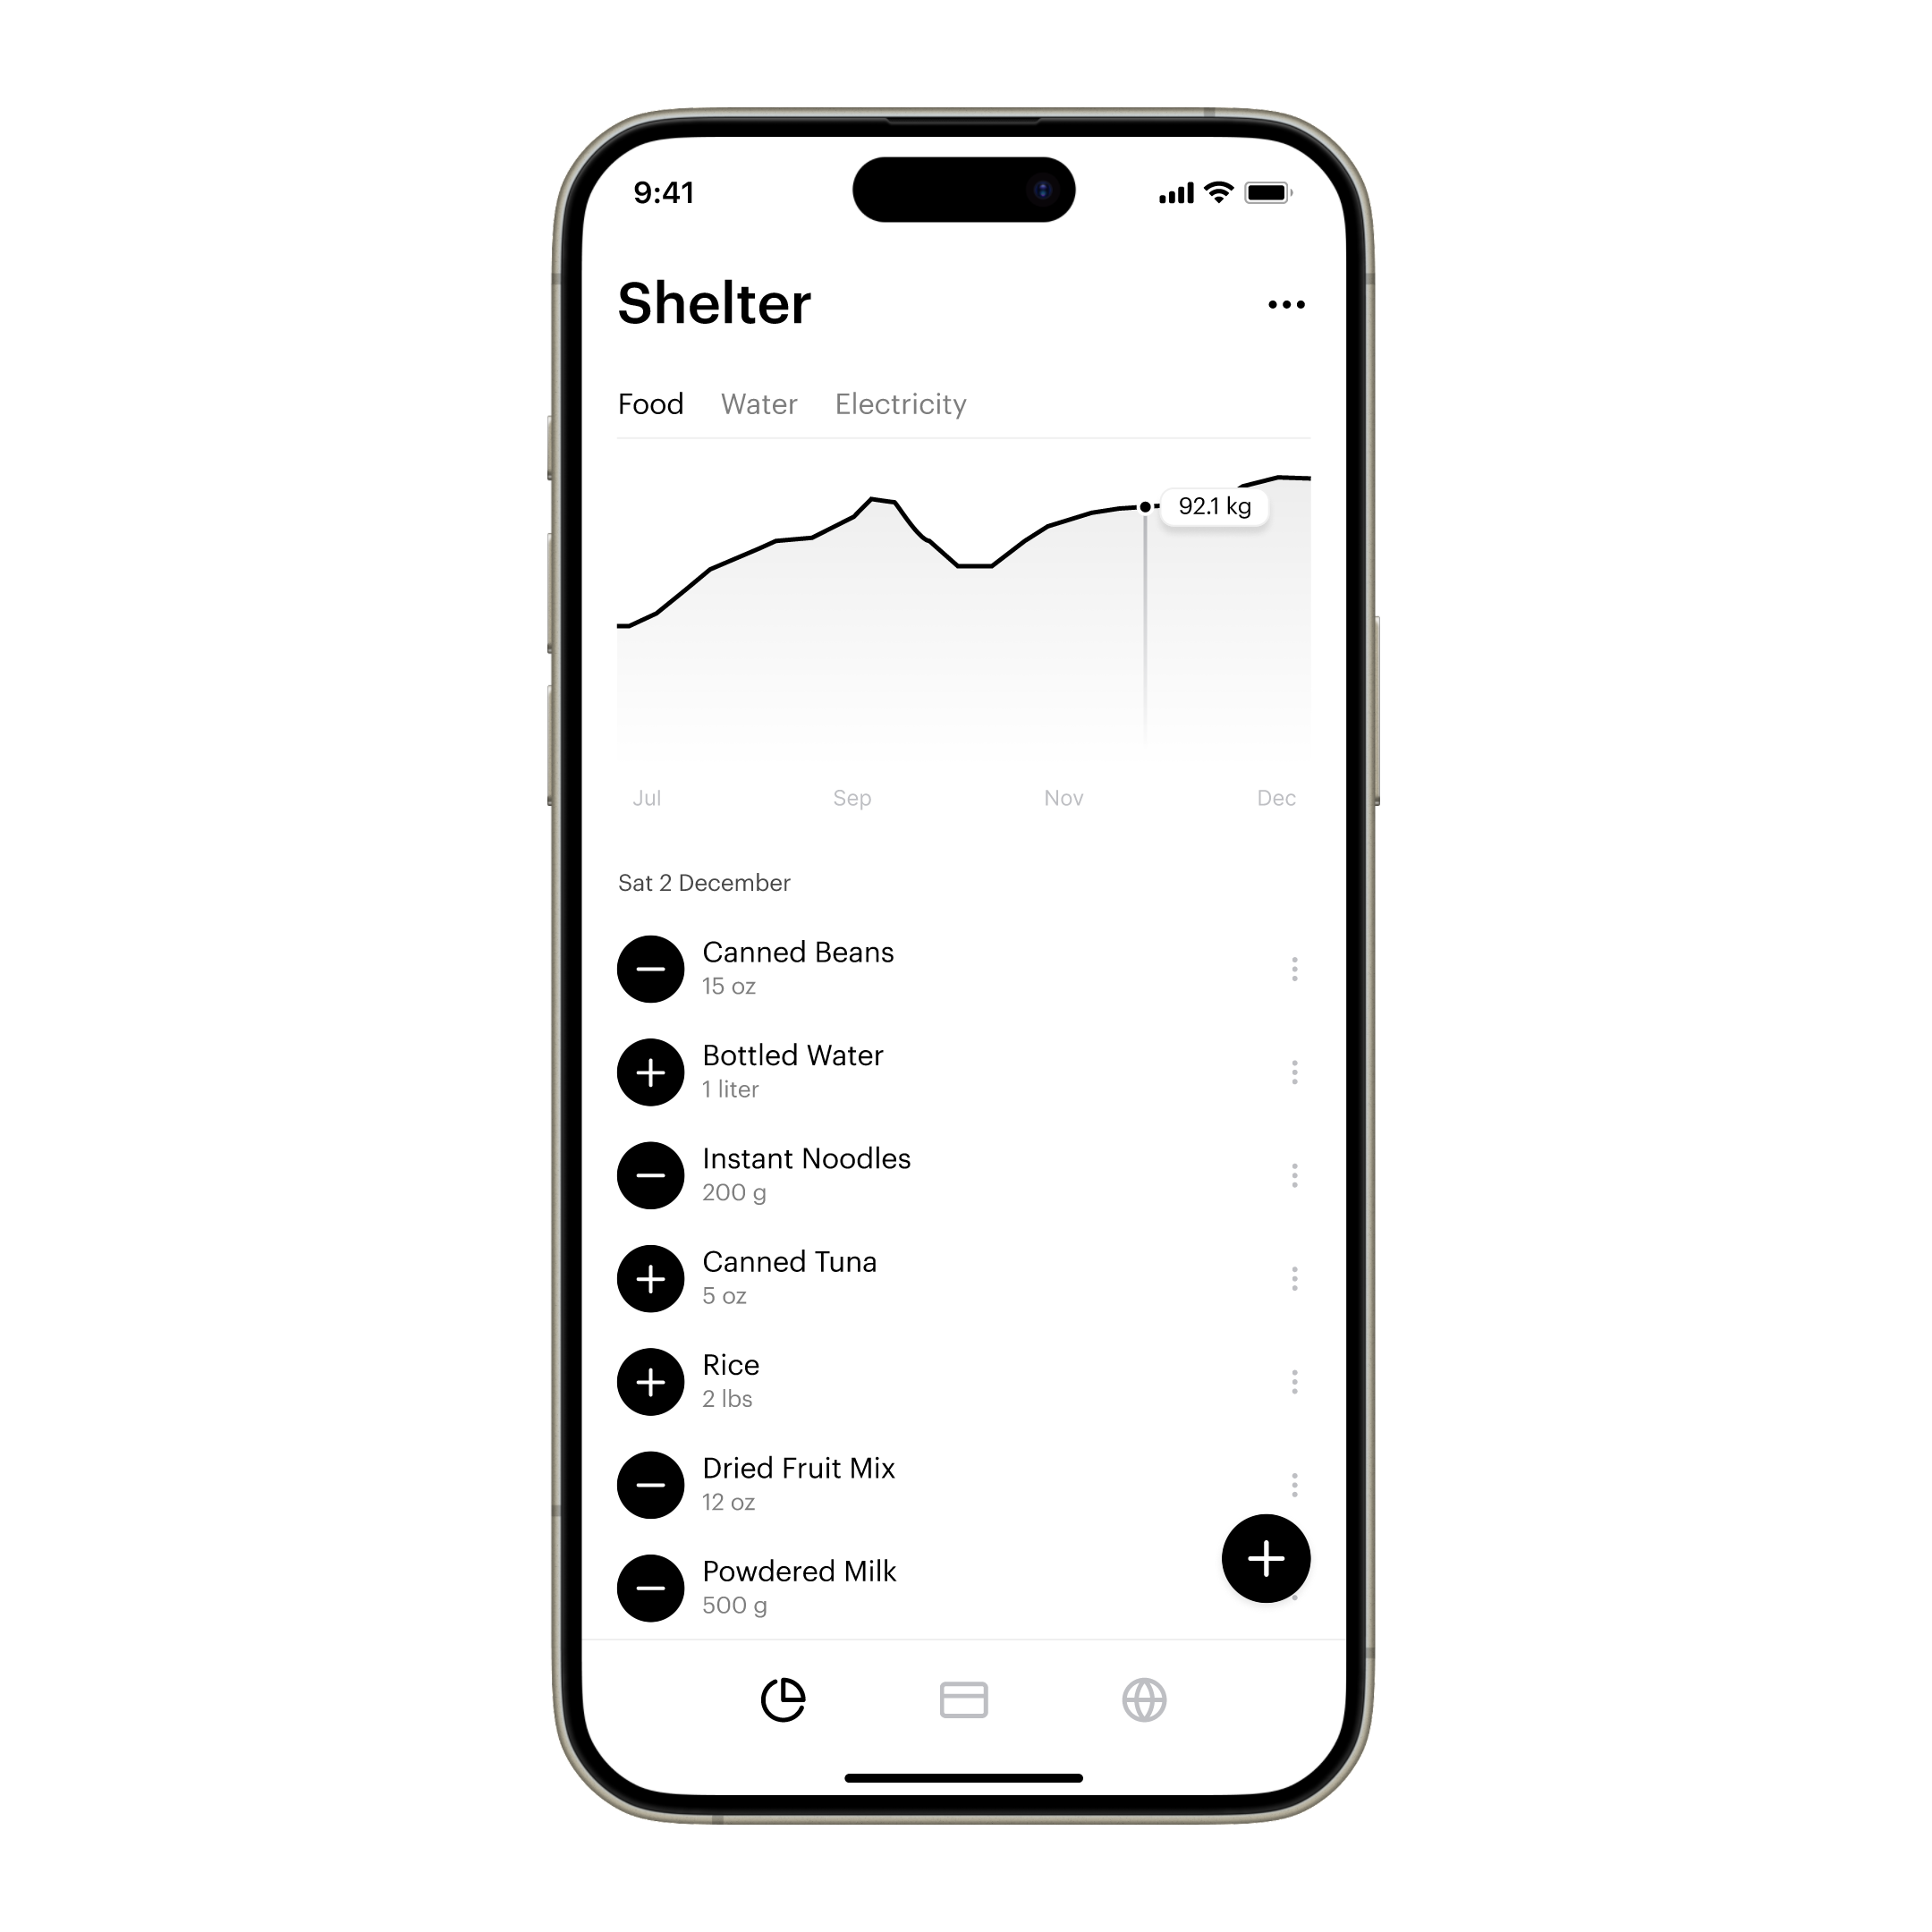 9:41
Shelter
Food Water Electricity
92.1 kg
Jul Sep Nov Dec
Sat 2 December
Canned Beans
15 oz
Bottled Water
1 liter
Instant Noodles
200 g
Canned Tuna
5 oz
Rice
2 lbs
Dried Fruit Mix
12 oz
Powdered Milk
500 g